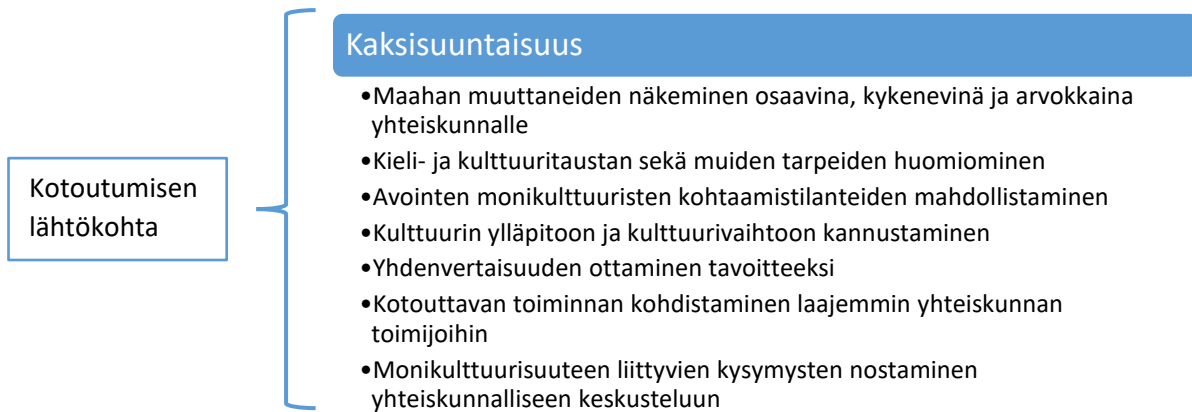 Kotoutumisen
lähtökohta
Kaksisuuntaisuus
•Maahan muuttaneiden näkeminen osaavina, kykenevinä ja arvokkaina
yhteiskunnalle
•Kieli- ja kulttuuritaustan sekä muiden tarpeiden huomiominen
•Avointen monikulttuuristen kohtaamistilanteiden mahdollistaminen
•Kulttuurin ylläpitoon ja kulttuurivaihtoon kannustaminen
•Yhdenvertaisuuden ottaminen tavoitteeksi
•Kotouttavan toiminnan kohdistaminen laajemmin yhteiskunnan
toimijoihin
•Monikulttuurisuuteen liittyvien kysymysten nostaminen
yhteiskunnalliseen keskusteluun